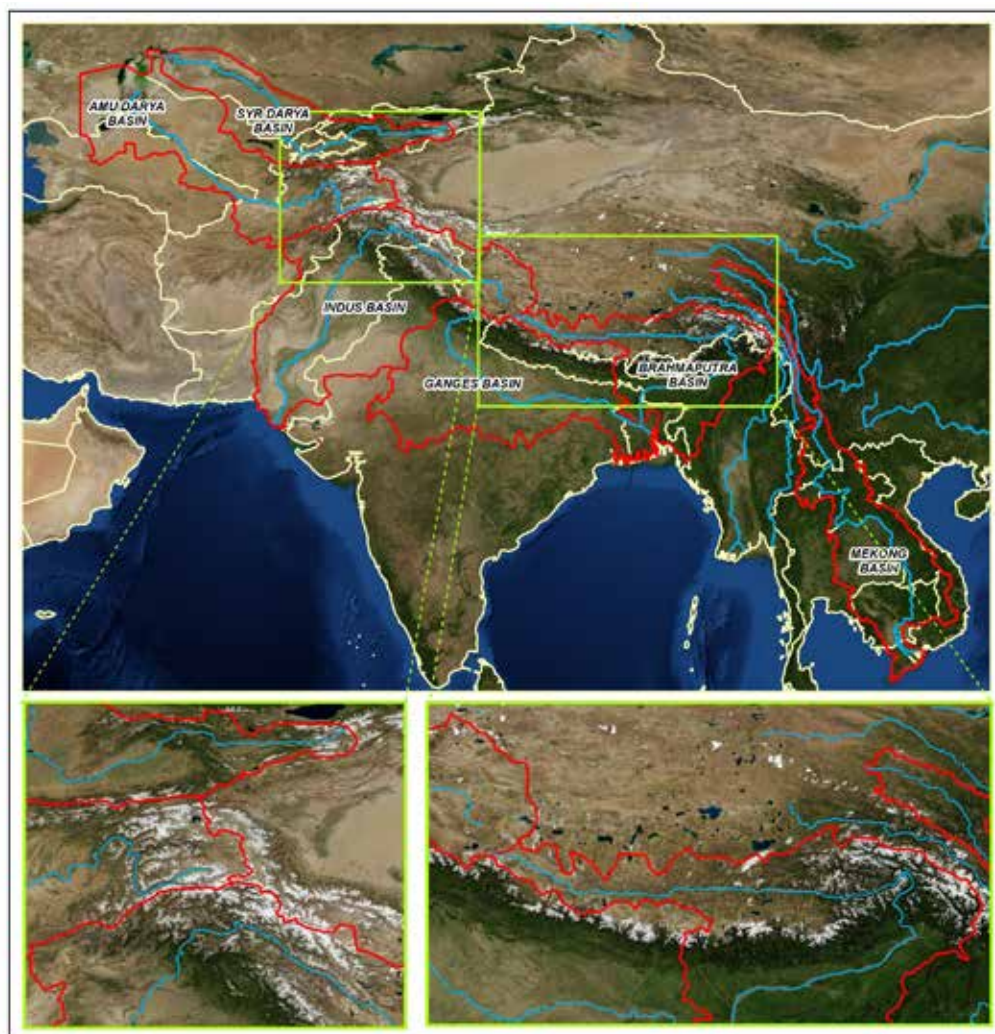 AMU DARYA
BASIN
SYR DARYA
BASIN
INDUS BASIN
GANGES BASIN
BRAHMAPUTRA
BASIN
MEKONG
BASIN